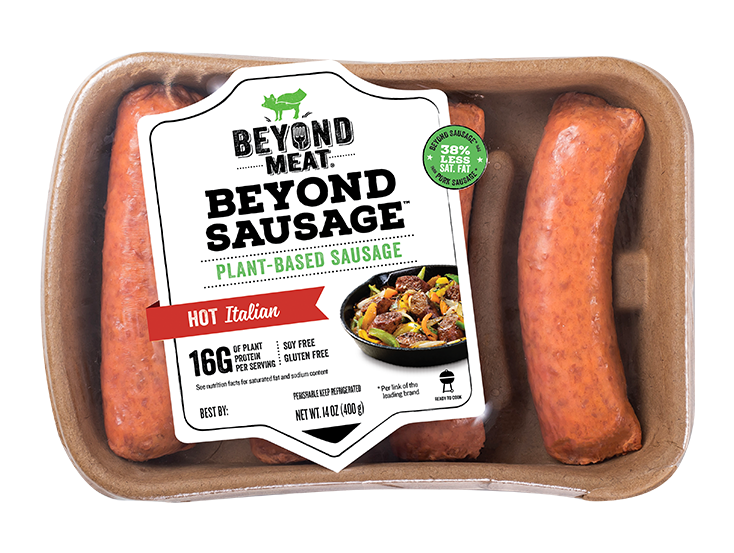 BEYOND
MEAT®
BEYOND
SAUSAGE™
PLANT-BASED SAUSAGE
BEYOND SAUSAGE™ HAS
38%
LESS
SAT. FAT
PORK SAUSAGE*
HOT Italian
16G OF PLANT
PROTEIN
PER SERVING
SOY FREE
GLUTEN FREE
See nutrition facts for saturated fat and sodium content
*Per link of the
leading brand
READY TO COOK
BEST BY:
PERISHABLE KEEP REFRIGERATED
NET WT. 14 OZ (400 g)